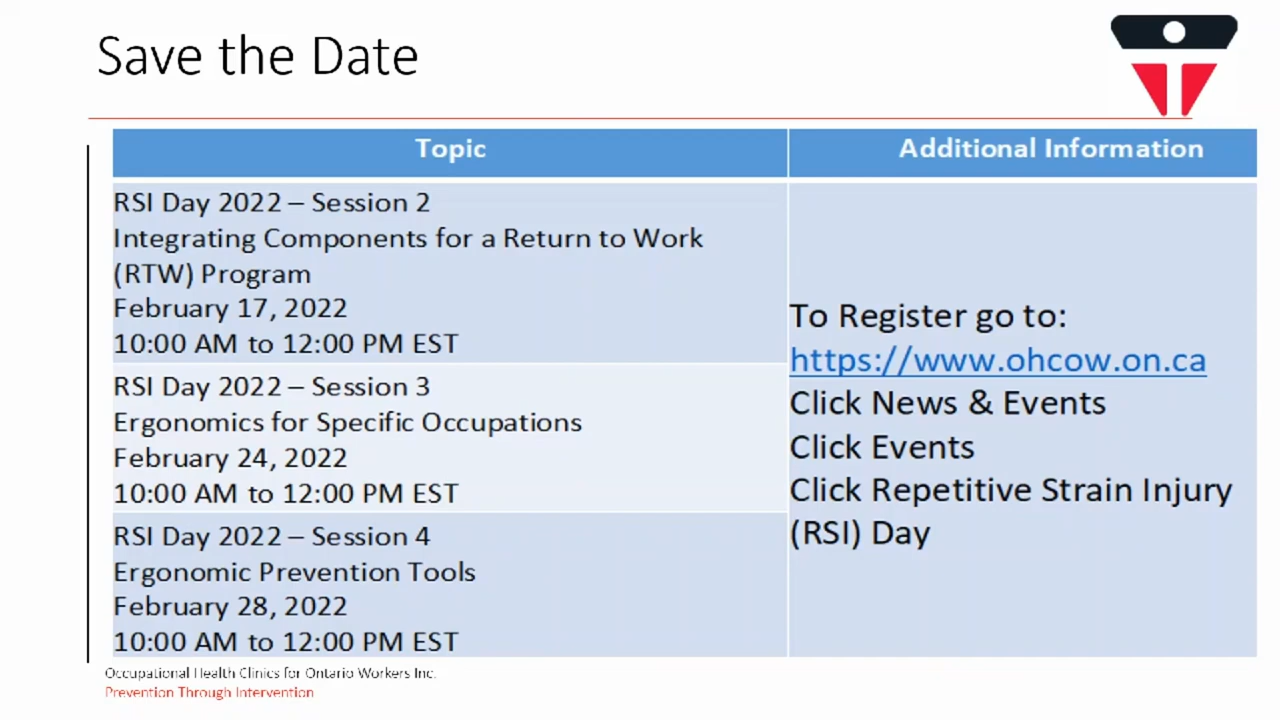 Save the Date
Topic
Additional Information
RSI Day 2022 – Session 2
Integrating Components for a Return to Work
(RTW) Program
February 17, 2022
10:00 AM to 12:00 PM EST
RSI Day 2022 – Session 3
Ergonomics for Specific Occupations
February 24, 2022
10:00 AM to 12:00 PM EST
RSI Day 2022 – Session 4
Ergonomic Prevention Tools
February 28, 2022
10:00 AM to 12:00 PM EST
To Register go to:
https://www.ohcow.on.ca
Click News & Events
Click Events
Click Repetitive Strain Injury
(RSI) Day
Occupational Health Clinics for Ontario Workers Inc.
Prevention Through Intervention